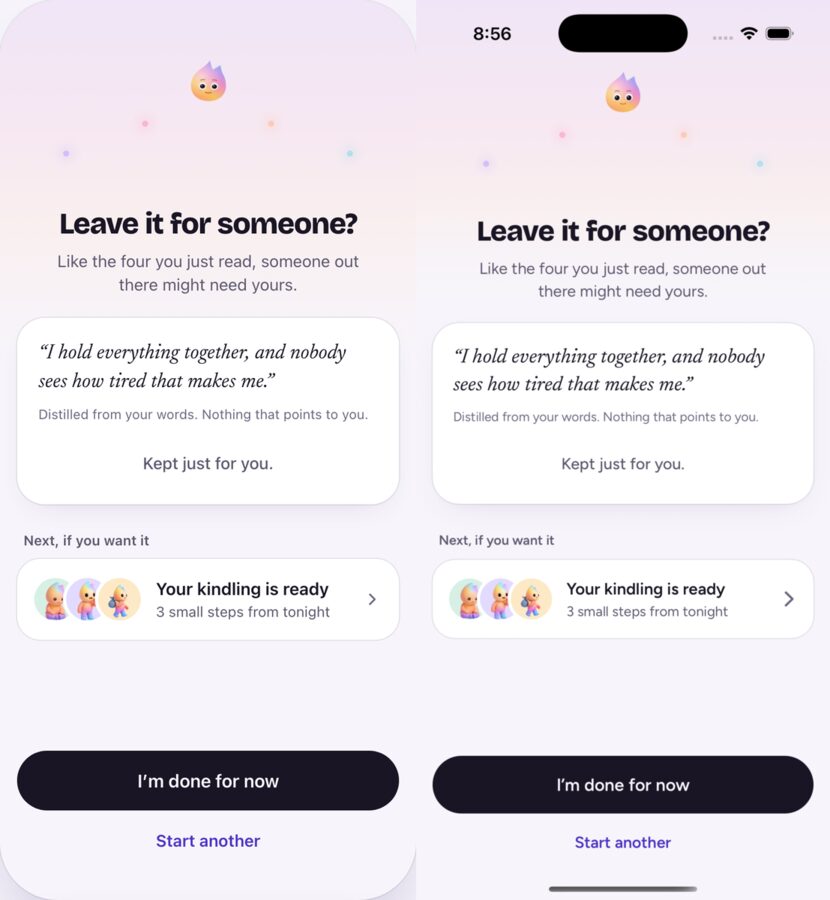 Leave it for someone?
Like the four you just read, someone out
there might need yours.
“I hold everything together, and nobody
sees how tired that makes me.”
Distilled from your words. Nothing that points to you.
Kept just for you.
Next, if you want it
Your kindling is ready
3 small steps from tonight
I’m done for now
Start another
8:56
Leave it for someone?
Like the four you just read, someone out
there might need yours.
“I hold everything together, and nobody
sees how tired that makes me.”
Distilled from your words. Nothing that points to you.
Kept just for you.
Next, if you want it
Your kindling is ready
3 small steps from tonight
I’m done for now
Start another